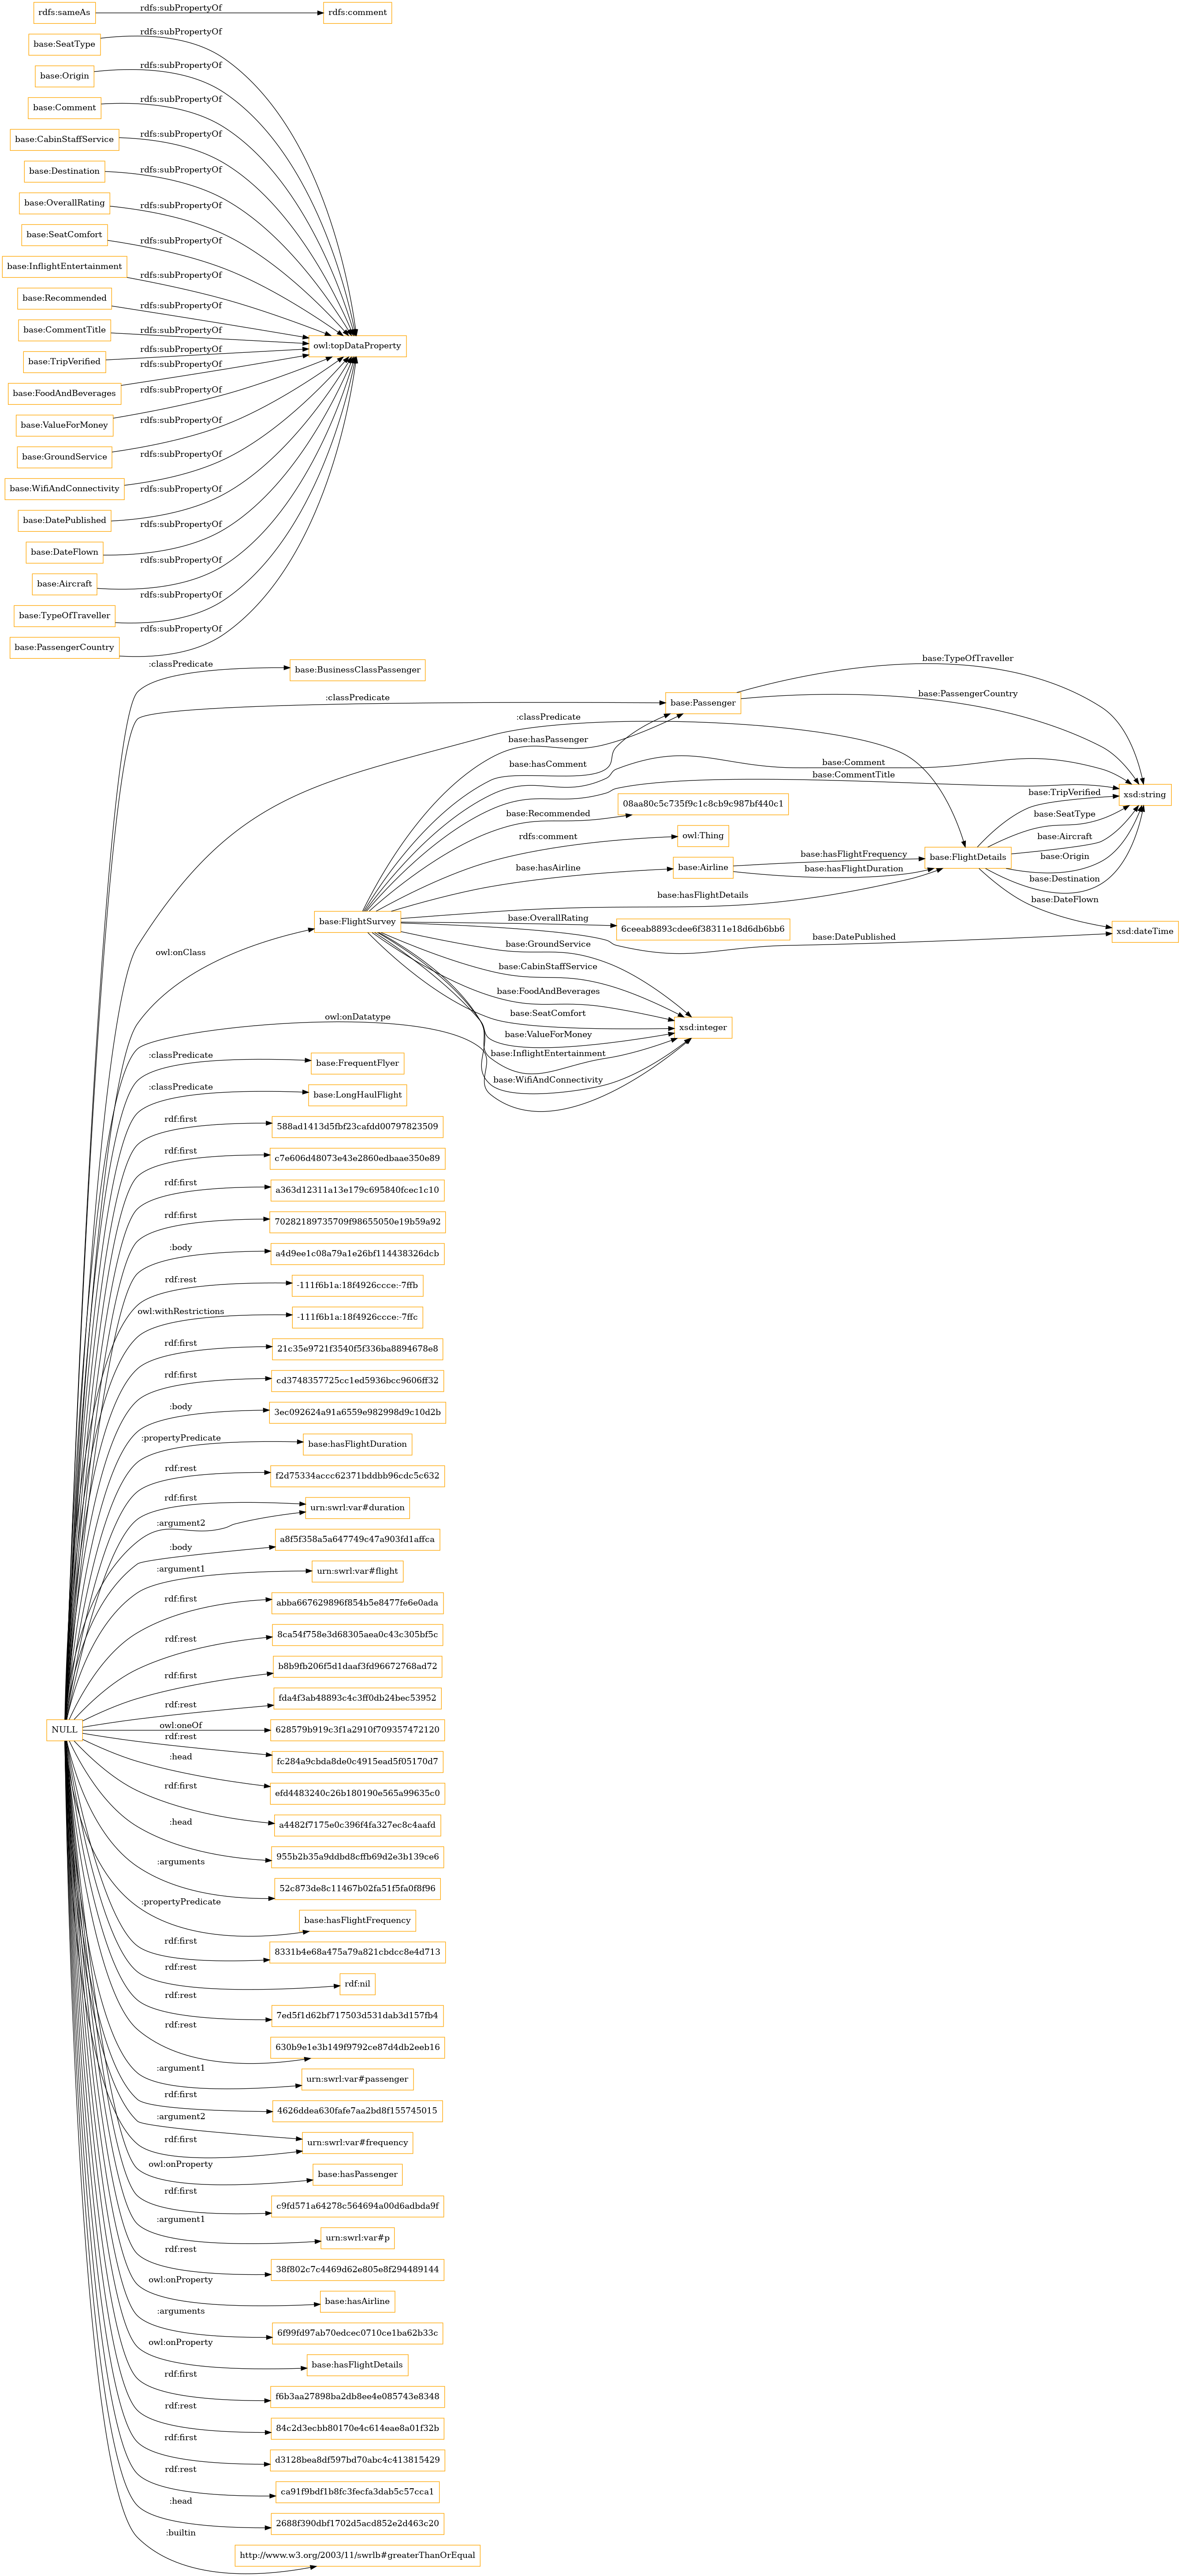 rdfs:sameAs
rdfs:subPropertyOf
rdfs:comment
base:SeatType
rdfs:subPropertyOf
base:Origin
rdfs:subPropertyOf
base:Comment
rdfs:subPropertyOf
base:CabinStaffService
rdfs:subPropertyOf
base:Destination
rdfs:subPropertyOf
base:OverallRating
rdfs:subPropertyOf
base:SeatComfort
rdfs:subPropertyOf
base:InflightEntertainment
rdfs:subPropertyOf
base:Recommended
rdfs:subPropertyOf
base:CommentTitle
rdfs:subPropertyOf
owl:topDataProperty
base:TripVerified
rdfs:subPropertyOf
base:FoodAndBeverages
rdfs:subPropertyOf
base:ValueForMoney
rdfs:subPropertyOf
base:GroundService
rdfs:subPropertyOf
base:WifiAndConnectivity
rdfs:subPropertyOf
base:DatePublished
rdfs:subPropertyOf
base:DateFlown
rdfs:subPropertyOf
base:Aircraft
rdfs:subPropertyOf
base:TypeOfTraveller
rdfs:subPropertyOf
base:PassengerCountry
rdfs:subPropertyOf
:classPredicate
base:BusinessClassPassenger
:classPredicate
base:Passenger
base:TypeOfTraveller
base:PassengerCountry
:classPredicate
base:hasPassenger
base:hasComment
base:Comment
base:CommentTitle
xsd:string
base:Recommended
08aa80c5c735f9c1c8cb9c987bf440c1
rdfs:comment
owl:Thing
base:hasAirline
base:Airline
base:hasFlightFrequency
base:hasFlightDuration
base:FlightDetails
base:TripVerified
base:SeatType
base:Aircraft
base:Origin
base:Destination
base:DateFlown
base:hasFlightDetails
base:FlightSurvey
base:OverallRating
6ceeab8893cdee6f38311e18d6db6bb6
base:DatePublished
xsd:dateTime
owl:onClass
base:GroundService
base:CabinStaffService
base:FoodAndBeverages
base:SeatComfort
base:ValueForMoney
base:InflightEntertainment
base:WifiAndConnectivity
xsd:integer
owl:onDatatype
:classPredicate
base:FrequentFlyer
:classPredicate
base:LongHaulFlight
rdf:first
588ad1413d5fbf23cafdd00797823509
rdf:first
c7e606d48073e43e2860edbaae350e89
rdf:first
a363d12311a13e179c695840fcec1c10
rdf:first
70282189735709f98655050e19b59a92
:body
a4d9ee1c08a79a1e26bf114438326dcb
rdf:rest
-111f6b1a:18f4926ccce:-7ffb
owl:withRestrictions
-111f6b1a:18f4926ccce:-7ffc
rdf:first
21c35e9721f3540f5f336ba8894678e8
rdf:first
cd3748357725cc1ed5936bcc9606ff32
:body
3ec092624a91a6559e982998d9c10d2b
:propertyPredicate
base:hasFlightDuration
rdf:rest
f2d75334accc62371bddbb96cdc5c632
rdf:first
urn:swrl:var#duration
:argument2
:body
a8f5f358a5a647749c47a903fd1affca
:argument1
urn:swrl:var#flight
rdf:first
abba667629896f854b5e8477fe6e0ada
rdf:rest
8ca54f758e3d68305aea0c43c305bf5c
rdf:first
b8b9fb206f5d1daaf3fd96672768ad72
rdf:rest
fda4f3ab48893c4c3ff0db24bec53952
NULL
owl:oneOf
628579b919c3f1a2910f709357472120
rdf:rest
fc284a9cbda8de0c4915ead5f05170d7
:head
efd4483240c26b180190e565a99635c0
rdf:first
a4482f7175e0c396f4fa327ec8c4aafd
:head
955b2b35a9ddbd8cffb69d2e3b139ce6
:arguments
52c873de8c11467b02fa51f5fa0f8f96
:propertyPredicate
base:hasFlightFrequency
rdf:first
8331b4e68a475a79a821cbdcc8e4d713
rdf:rest
rdf:nil
rdf:rest
7ed5f1d62bf717503d531dab3d157fb4
rdf:rest
630b9e1e3b149f9792ce87d4db2eeb16
:argument1
urn:swrl:var#passenger
rdf:first
4626ddea630fafe7aa2bd8f155745015
:argument2
urn:swrl:var#frequency
rdf:first
owl:onProperty
base:hasPassenger
rdf:first
c9fd571a64278c564694a00d6adbda9f
:argument1
urn:swrl:var#p
rdf:rest
38f802c7c4469d62e805e8f294489144
owl:onProperty
base:hasAirline
:arguments
6f99fd97ab70edcec0710ce1ba62b33c
owl:onProperty
base:hasFlightDetails
rdf:first
f6b3aa27898ba2db8ee4e085743e8348
rdf:rest
84c2d3ecbb80170e4c614eae8a01f32b
rdf:first
d3128bea8df597bd70abc4c413815429
rdf:rest
ca91f9bdf1b8fc3fecfa3dab5c57cca1
:head
2688f390dbf1702d5acd852e2d463c20
:builtin
http://www.w3.org/2003/11/swrlb#greaterThanOrEqual